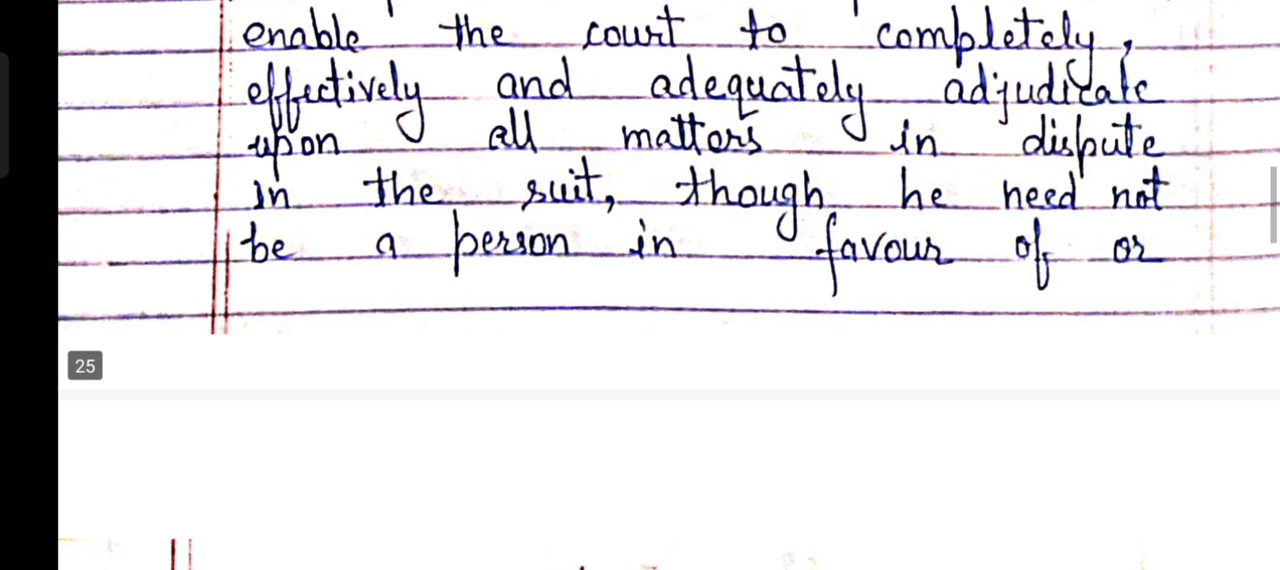 enable the court to completely,
effectively and adequately adjudicate
upon all matters in dispute
in the suit, though he need not
be a person in favour of or
25